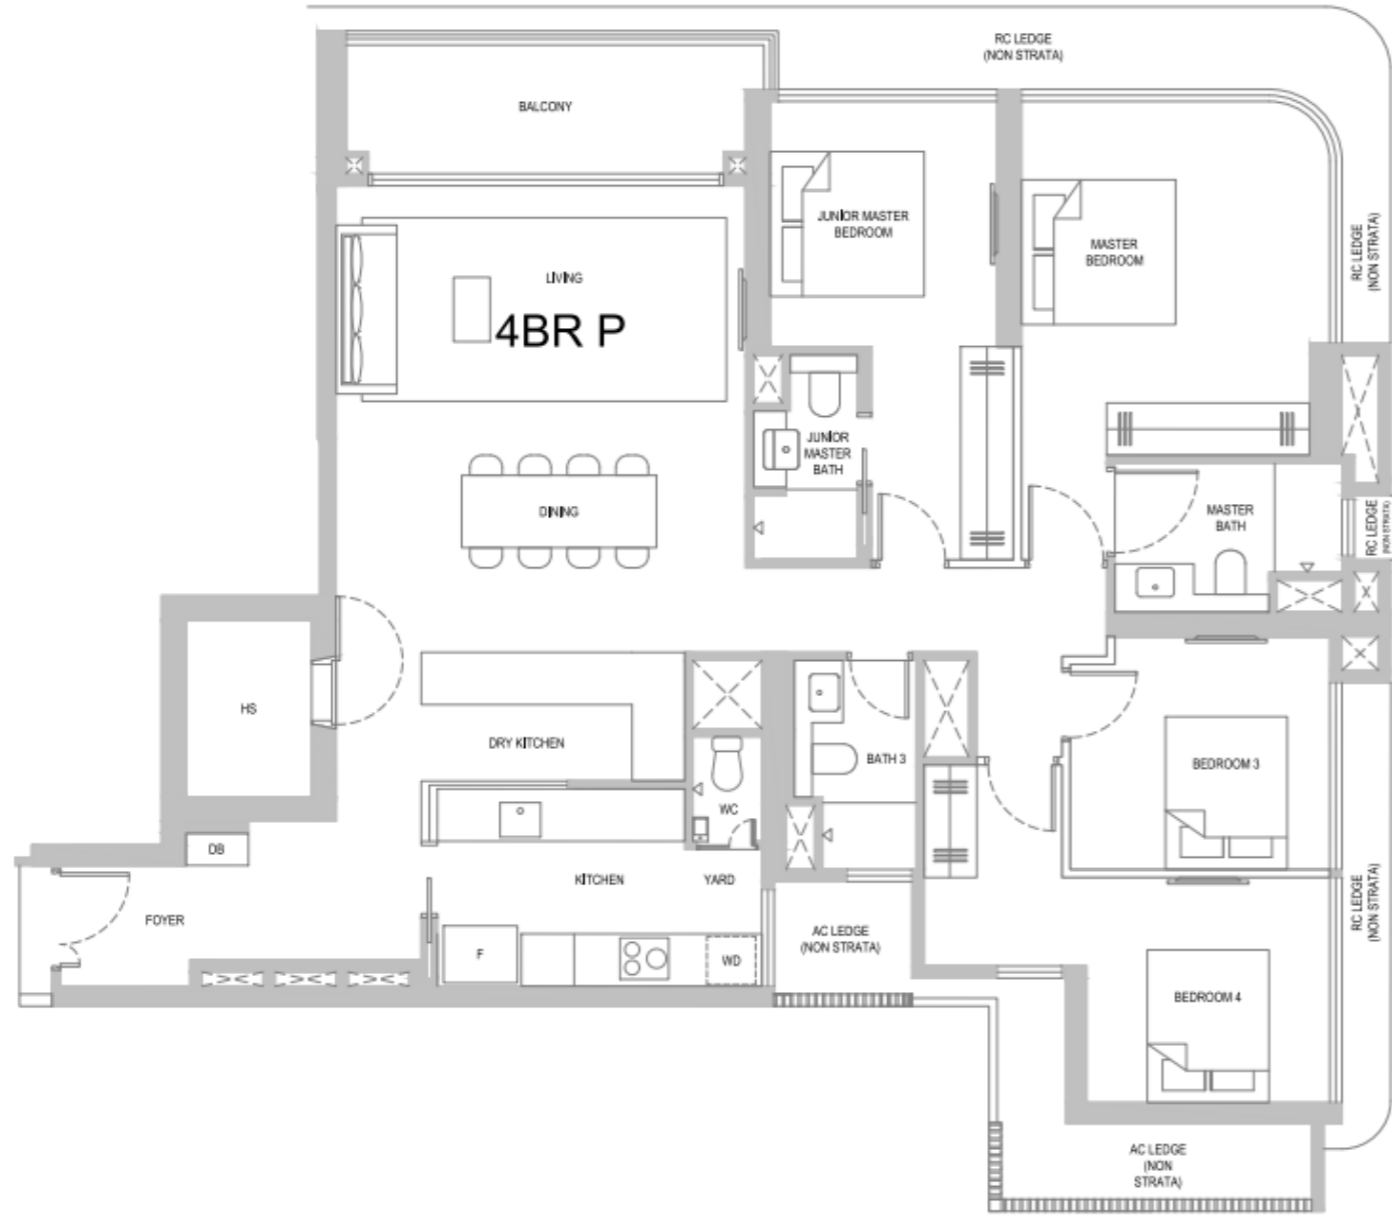 RC LEDGE
(NON STRATA)
BALCONY
JUNIOR MASTER
BEDROOM
MASTER
BEDROOM
RC LEDGE
(NON STRATA)
LIVING
4BR P
JUNIOR
MASTER
BATH
DINING
MASTER
BATH
RC LEDGE
(NON STRATA)
HS
DRY KITCHEN
BATH 3
BEDROOM 3
WC
DB
KITCHEN
YARD
FOYER
AC LEDGE
(NON STRATA)
RC LEDGE
(NON STRATA)
F
WD
BEDROOM 4
AC LEDGE
(NON
STRATA)